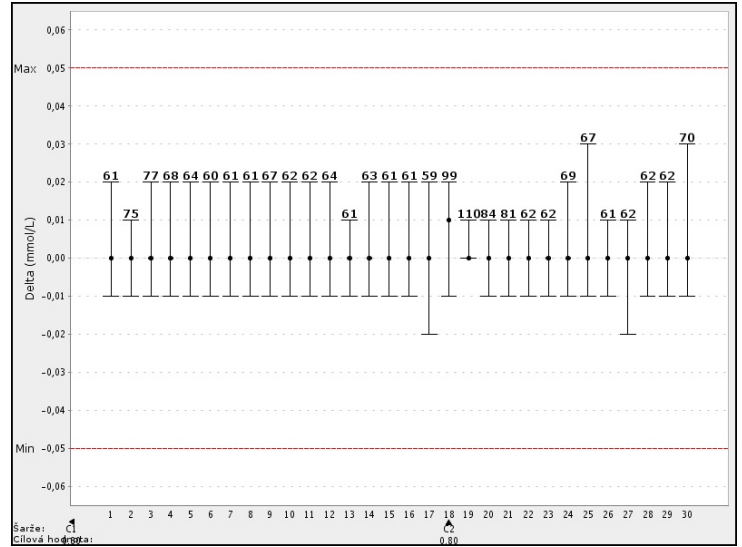 0,06
Max 0,05
0,04
0,03
0,02
0,01
0,00
-0,01
-0,02
-0,03
-0,04
Min -0,05
-0,06
Delta (mmol/L)
67 70
61 77 68 64 60 61 61 67 62 62 64 63 61 61 59 99 69 62 62
75 61 110 84 81 62 62 61 62
1 2 3 4 5 6 7 8 9 10 11 12 13 14 15 16 17 18 19 20 21 22 23 24 25 26 27 28 29 30
Šarže: C1 C2
Cílová hodnota: 0.80 0.80